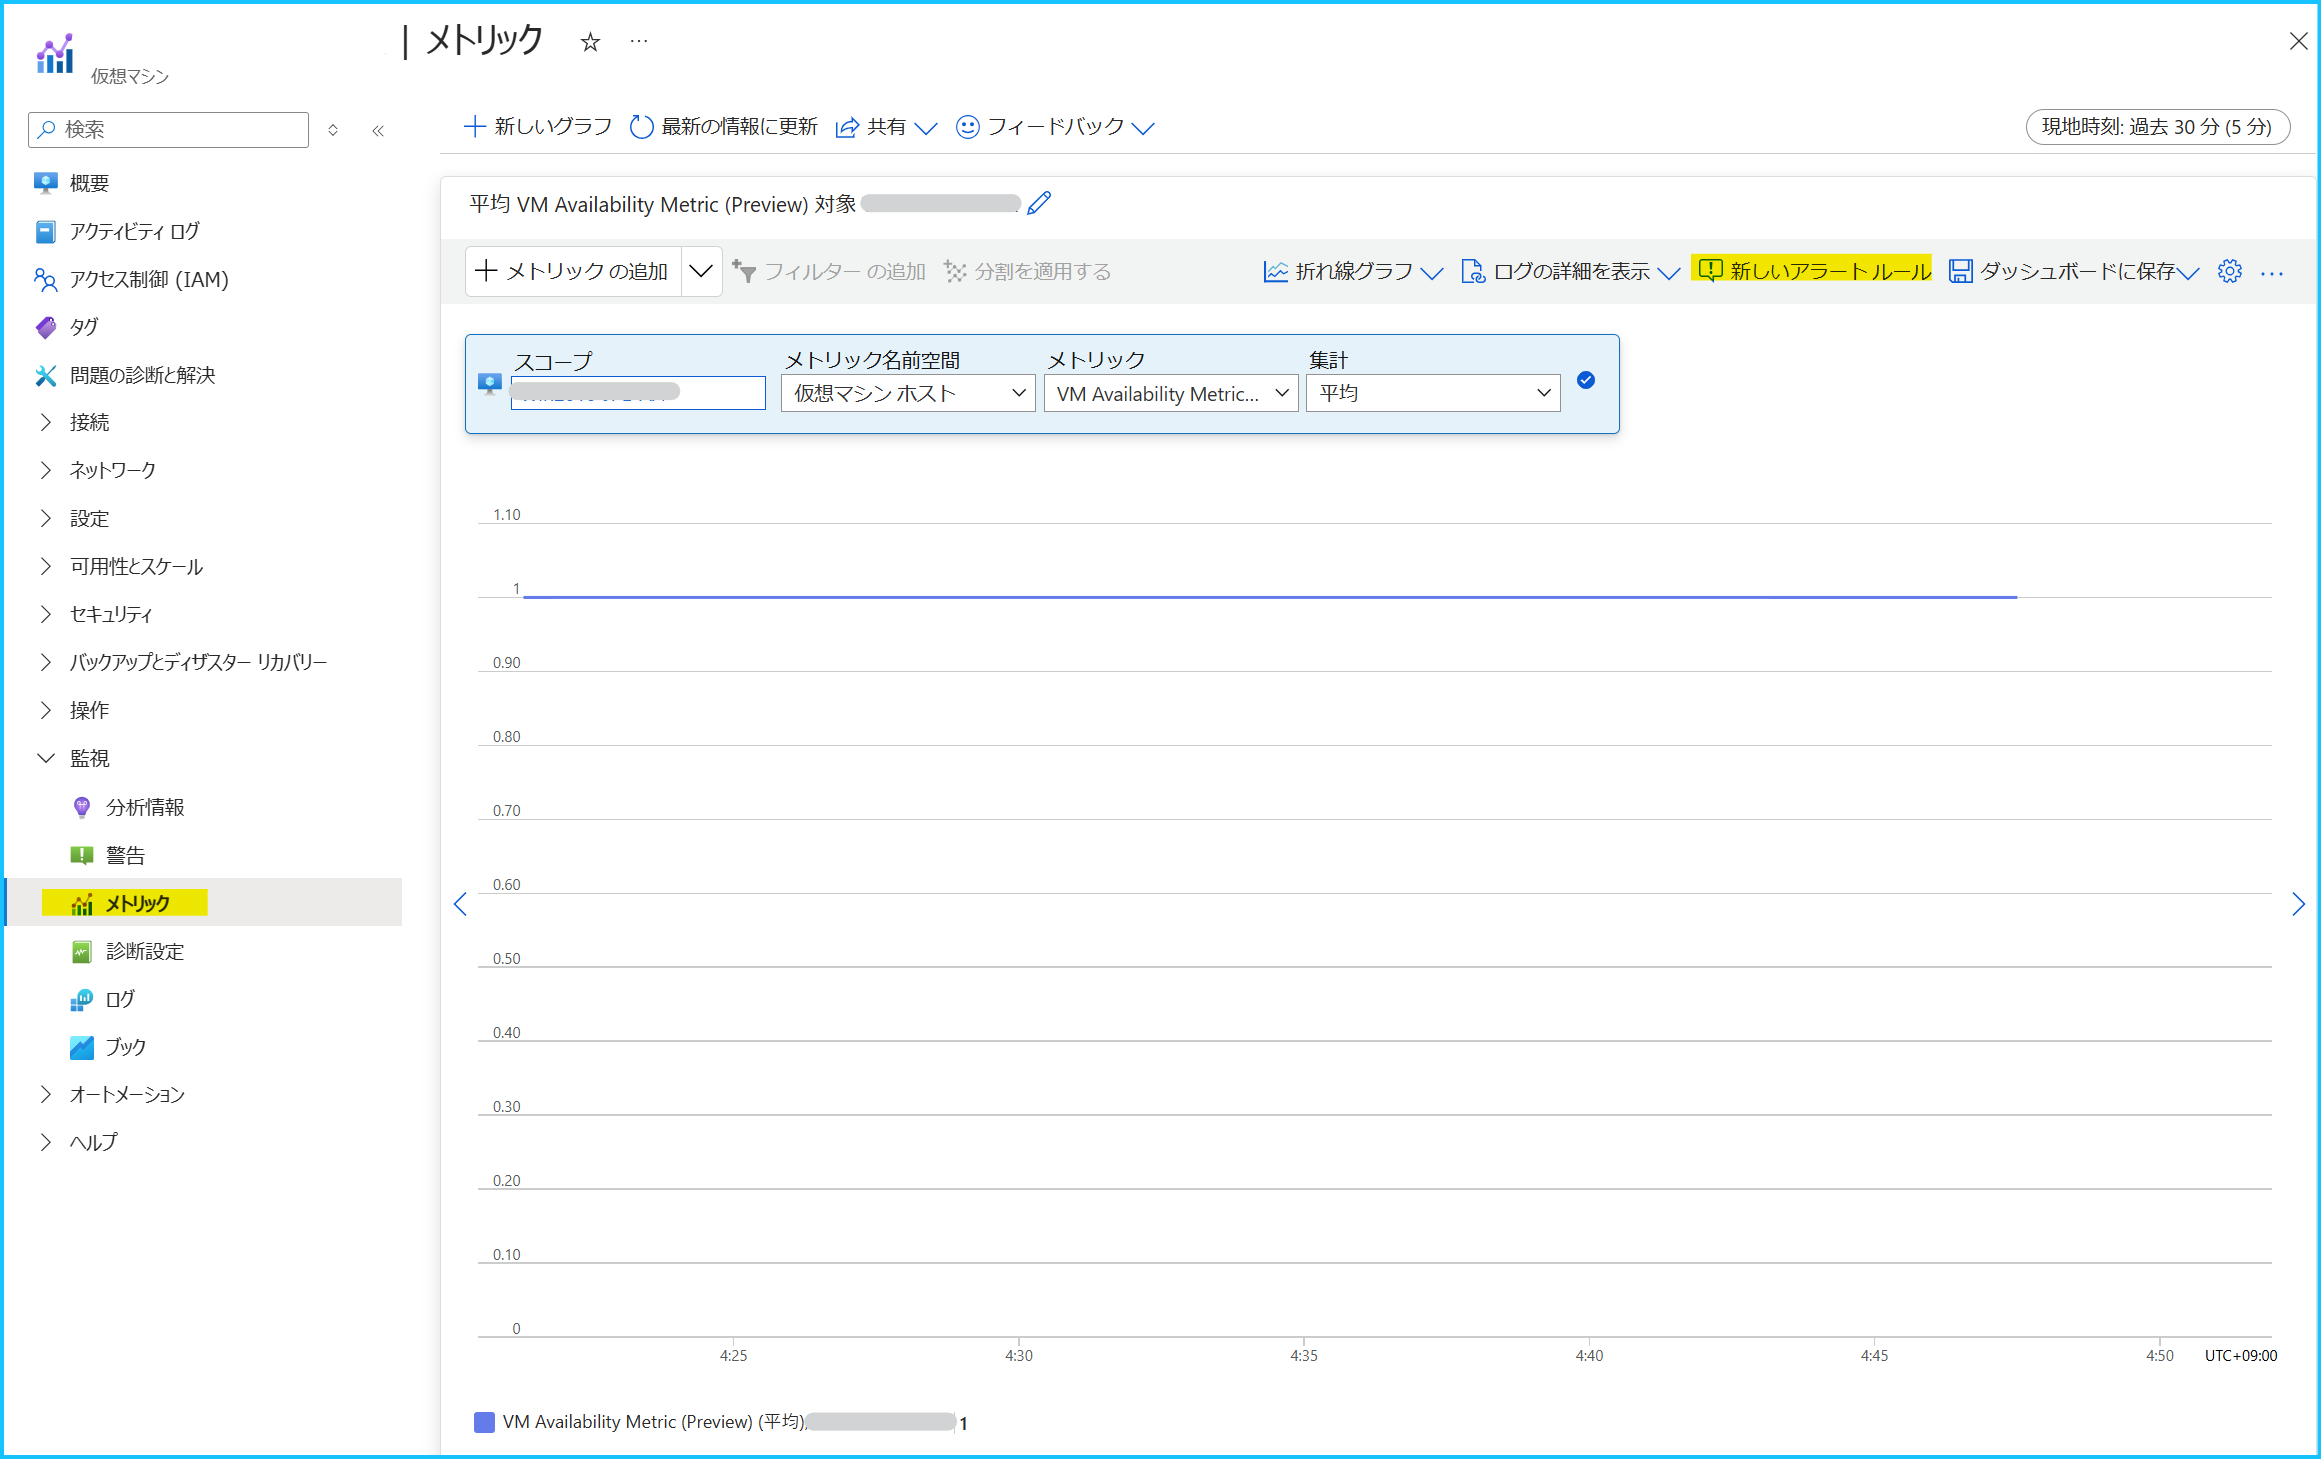 | メトリック
仮想マシン
検索
概要
アクティビティ ログ
アクセス制御 (IAM)
タグ
問題の診断と解決
接続
ネットワーク
設定
可用性とスケール
セキュリティ
バックアップとディザスター リカバリー
操作
監視
分析情報
警告
メトリック
診断設定
ログ
ブック
オートメーション
ヘルプ
新しいグラフ 最新の情報に更新 共有 フィードバック 現地時刻: 過去 30 分 (5 分)
平均 VM Availability Metric (Preview) 対象
メトリック の追加 フィルター の追加 分割を適用する 折れ線グラフ ログの詳細を表示 新しいアラート ルール ダッシュボードに保存
スコープ メトリック名前空間 メトリック 集計
仮想マシン ホスト VM Availability Metric... 平均
1.10
1
0.90
0.80
0.70
0.60
0.50
0.40
0.30
0.20
0.10
0
4:25 4:30 4:35 4:40 4:45 4:50 UTC+09:00
VM Availability Metric (Preview) (平均) 1